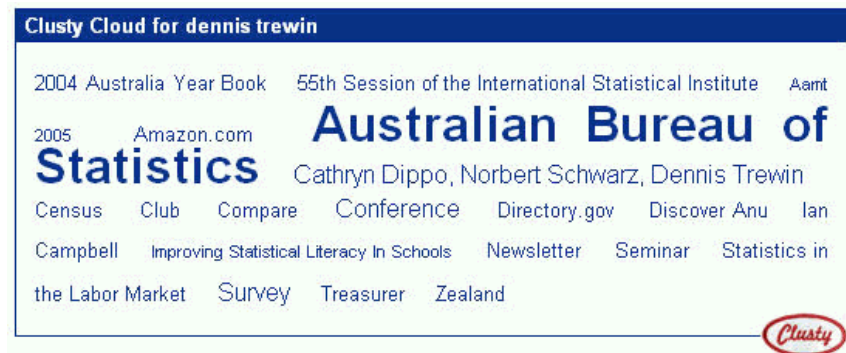 Clusty Cloud for dennis trewin
2004 Australia Year Book 55th Session of the International Statistical Institute Aamt
2005 Amazon.com Australian Bureau of
Statistics Cathryn Dippo, Norbert Schwarz, Dennis Trewin
Census Club Compare Conference Directory.gov Discover Anu Ian
Campbell Improving Statistical Literacy In Schools Newsletter Seminar Statistics in
the Labor Market Survey Treasurer Zealand
Clusty